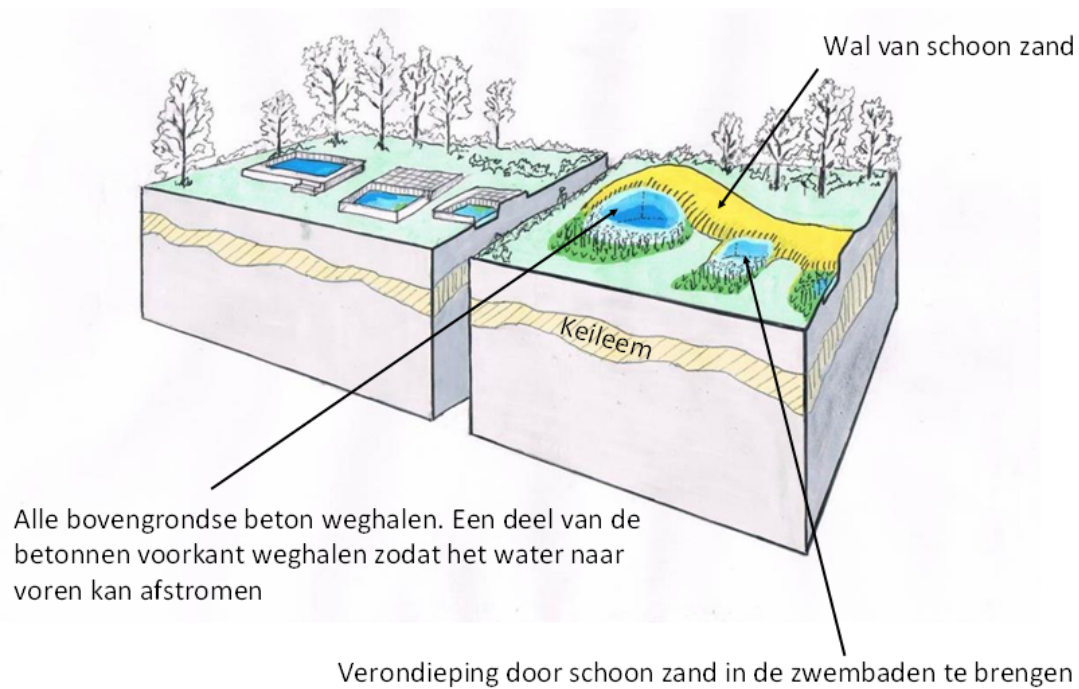 Wal van schoon zand
Keileem
Alle bovengrondse beton weghalen. Een deel van de
betonnen voorkant weghalen zodat het water naar
voren kan afstromen
Verondieping door schoon zand in de zwembaden te brengen